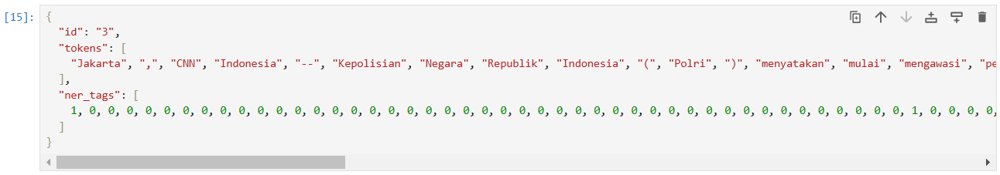 [15]: {
"id": "3",
"tokens": [
"Jakarta", ",", "CNN", "Indonesia", "--", "Kepolisian", "Negara", "Republik", "Indonesia", "(", "Polri", ")", "menyatakan", "mulai", "mengawasi", "pe
],
"ner_tags": [
1, 0, 0, 0, 0, 0, 0, 0, 0, 0, 0, 0, 0, 0, 0, 0, 0, 0, 0, 0, 0, 0, 0, 0, 0, 0, 0, 0, 0, 0, 0, 0, 0, 0, 0, 0, 0, 0, 0, 0, 0, 0, 0, 0, 0, 1, 0, 0, 0, 0,
]
}